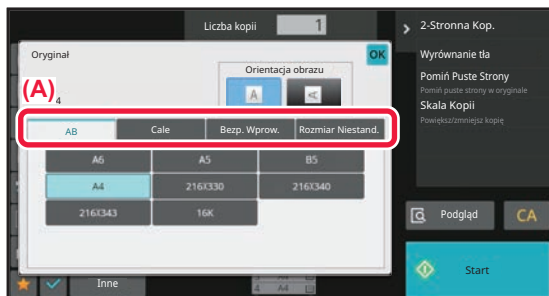 Liczba kopii 1
2-Stronna Kop.
Oryginał
OK
Wyrównanie tła
Orientacja obrazu
Pomiń Puste Strony
Pomiń puste strony w oryginale
(A)
4
A
A
Skala Kopii
Powiększ/zmniejsz kopię
AB Cale Bezp. Wprow. Rozmiar Niestand.
A6 A5 B5
A4 216X330 216X340
216X343 16K
Podgląd CA
Start
Inne
4 A4